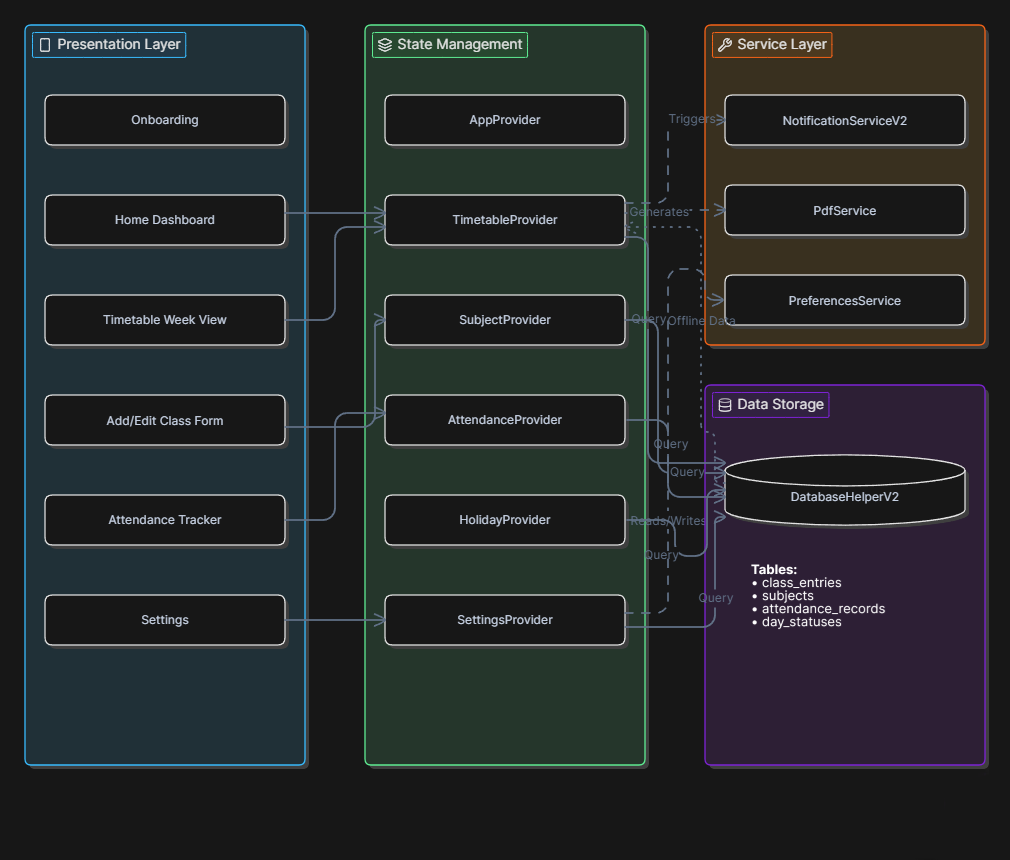 Presentation Layer
Onboarding
Home Dashboard
Timetable Week View
Add/Edit Class Form
Attendance Tracker
Settings
State Management
AppProvider
TimetableProvider
SubjectProvider
AttendanceProvider
HolidayProvider
SettingsProvider
Triggers
Generates
Query
Offline Data
Query
Query
Reads/Writes
Query
Query
Service Layer
NotificationServiceV2
PdfService
PreferencesService
Data Storage
DatabaseHelperV2
Tables:
• class_entries
• subjects
• attendance_records
• day_statuses